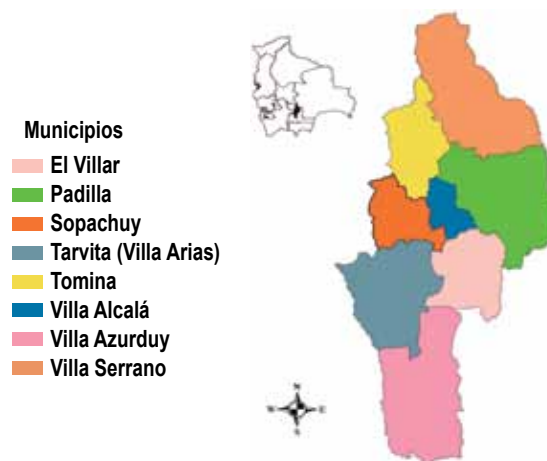 Municipios
El Villar
Padilla
Sopachuy
Tarvita (Villa Arias)
Tomina
Villa Alcalá
Villa Azurduy
Villa Serrano
N
W E
S